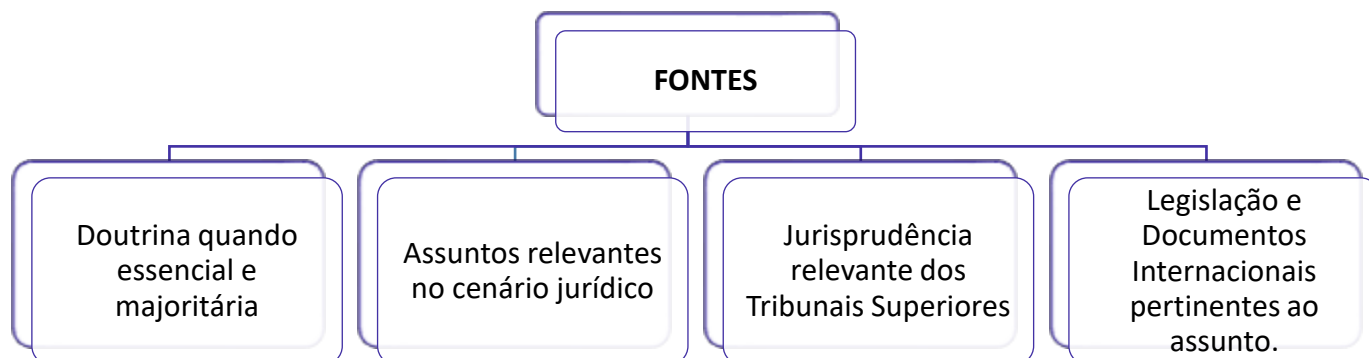 FONTES
Doutrina quando
essencial e
majoritária
Assuntos relevantes
no cenário jurídico
Jurisprudência
relevante dos
Tribunais Superiores
Legislação e
Documentos
Internacionais
pertinentes ao
assunto.